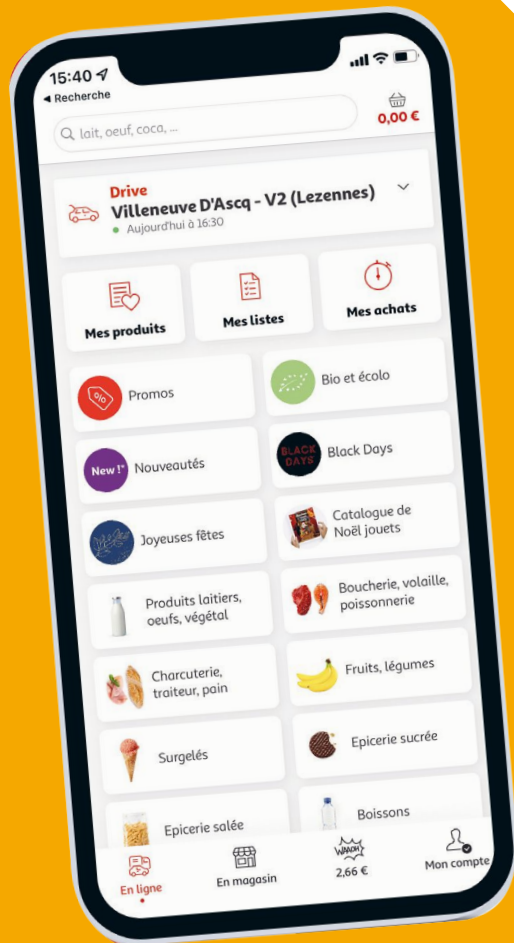 15:40
◀ Recherche
lait, oeuf, coca, ...
0,00 €
Drive
Villeneuve D'Ascq - V2 (Lezennes)
Aujourd'hui à 16:30
Mes produits
Mes listes
Mes achats
%
Promos
Bio et écolo
New !*
Nouveautés
BLACK
DAYS
Black Days
Joyeuses fêtes
Catalogue de
Noël jouets
Produits laitiers,
oeufs, végétal
Boucherie, volaille,
poissonnerie
Charcuterie,
traiteur, pain
Fruits, légumes
Surgelés
Epicerie sucrée
Epicerie salée
Boissons
En ligne
En magasin
WAAOH
2,66 €
Mon compte